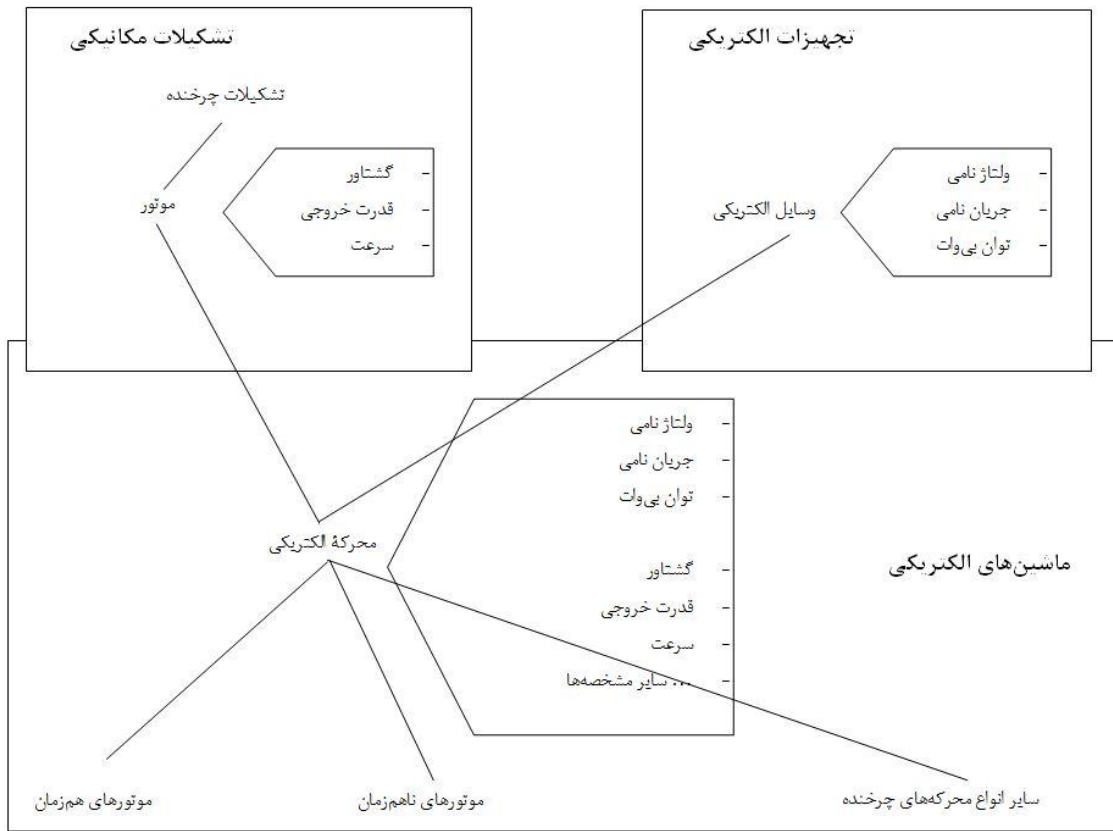 تجهیزات الکتریکی
وسایل الکتریکی
- ولتاژ نامی
- جریان نامی
- توان بی‌وات
تشکیلات مکانیکی
تشکیلات چرخنده
موتور
- گشتاور
- قدرت خروجی
- سرعت
ماشین‌های الکتریکی
محرکهٔ الکتریکی
- ولتاژ نامی
- جریان نامی
- توان بی‌وات
- گشتاور
- قدرت خروجی
- سرعت
- ... سایر مشخصه‌ها
سایر انواع محرکه‌های چرخنده
موتورهای ناهم‌زمان
موتورهای هم‌زمان